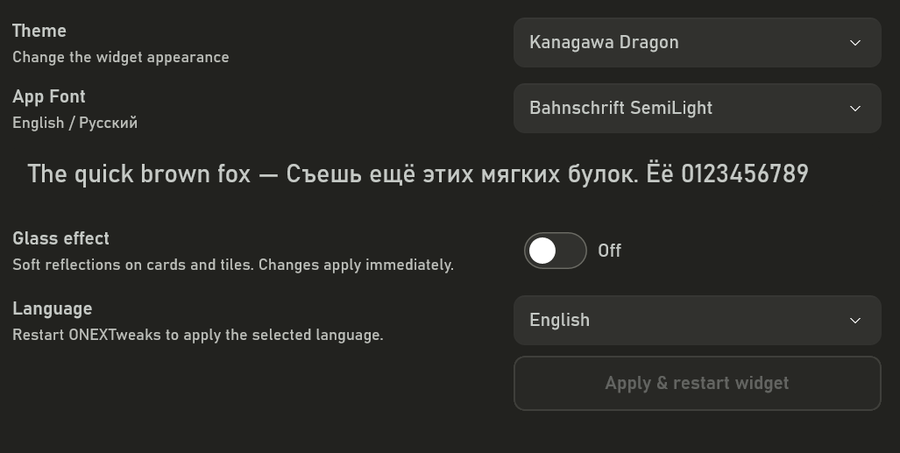 Theme
Change the widget appearance
Kanagawa Dragon
App Font
English / Русский
Bahnschrift SemiLight
The quick brown fox — Съешь ещё этих мягких булок. Ёё 0123456789
Glass effect
Soft reflections on cards and tiles. Changes apply immediately.
Off
Language
Restart ONEXTweaks to apply the selected language.
English
Apply & restart widget